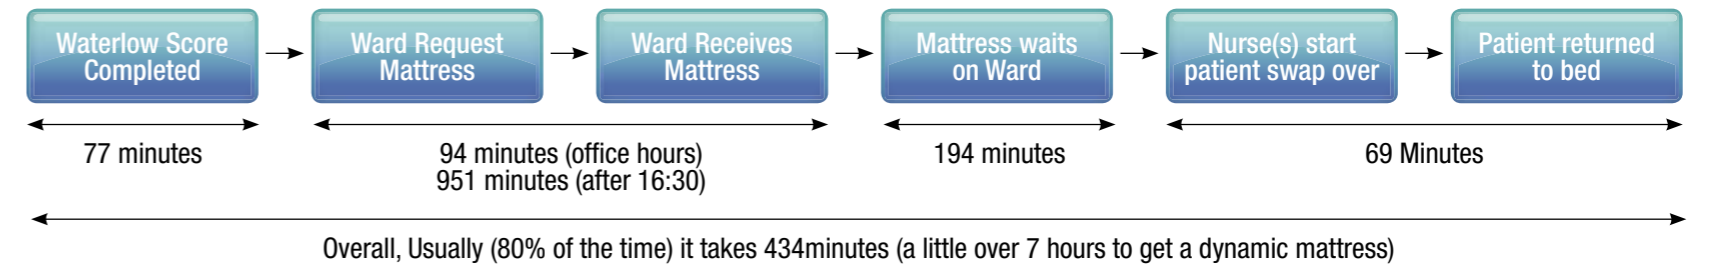 Waterlow Score
Completed
Ward Request
Mattress
Ward Receives
Mattress
Mattress waits
on Ward
Nurse(s) start
patient swap over
Patient returned
to bed
77 minutes
94 minutes (office hours)
951 minutes (after 16:30)
194 minutes
69 Minutes
Overall, Usually (80% of the time) it takes 434minutes (a little over 7 hours to get a dynamic mattress)